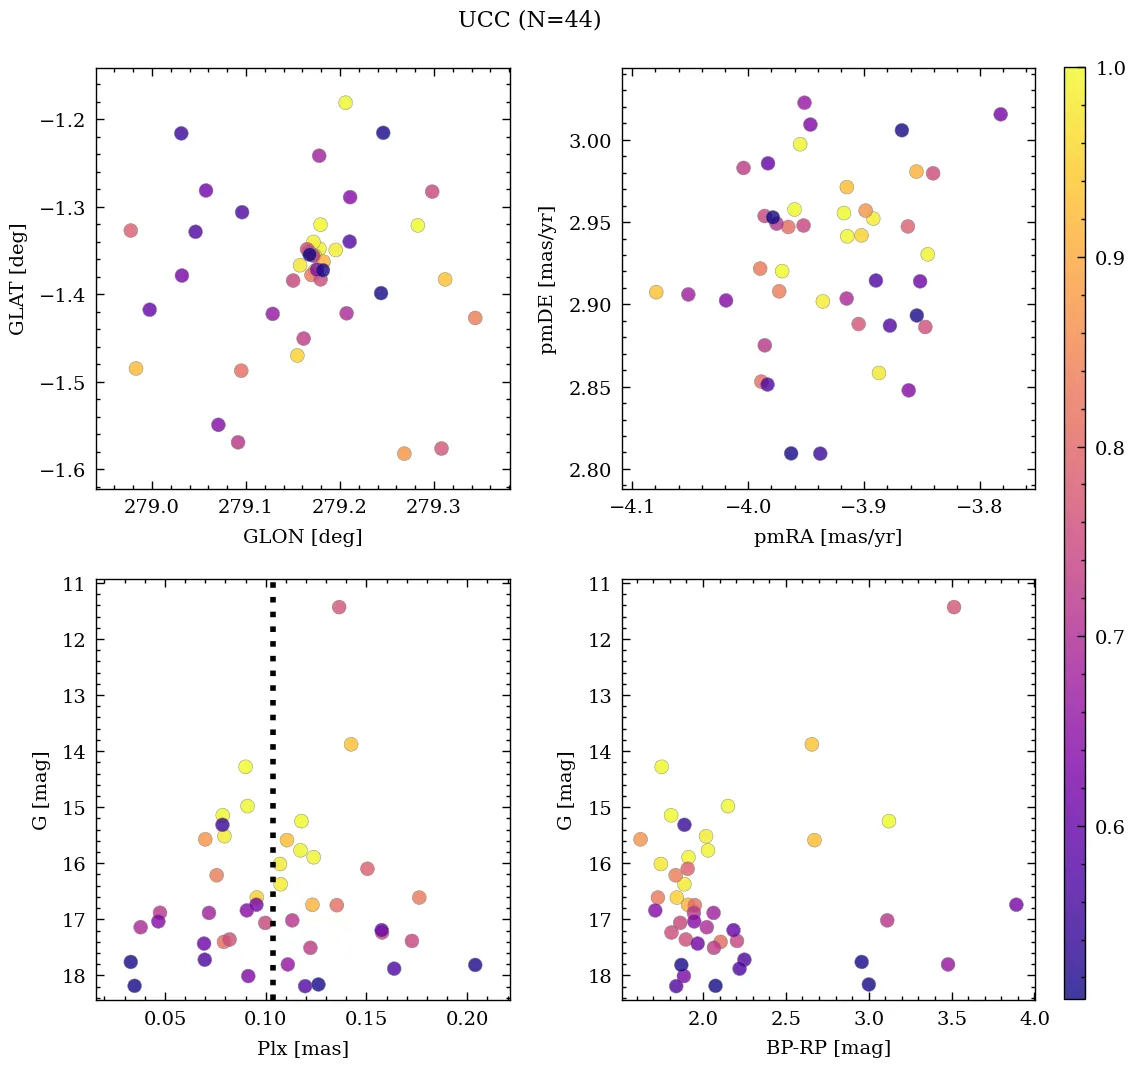 UCC (N=44)
−1.2
−1.3
−1.4
−1.5
−1.6
GLAT [deg]
279.0 279.1 279.2 279.3
GLON [deg]
3.00
2.95
2.90
2.85
2.80
pmDE [mas/yr]
−4.1 −4.0 −3.9 −3.8
pmRA [mas/yr]
11
12
13
14
15
16
17
18
G [mag]
0.05 0.10 0.15 0.20
Plx [mas]
11
12
13
14
15
16
17
18
G [mag]
2.0 2.5 3.0 3.5 4.0
BP-RP [mag]
1.0
0.9
0.8
0.7
0.6